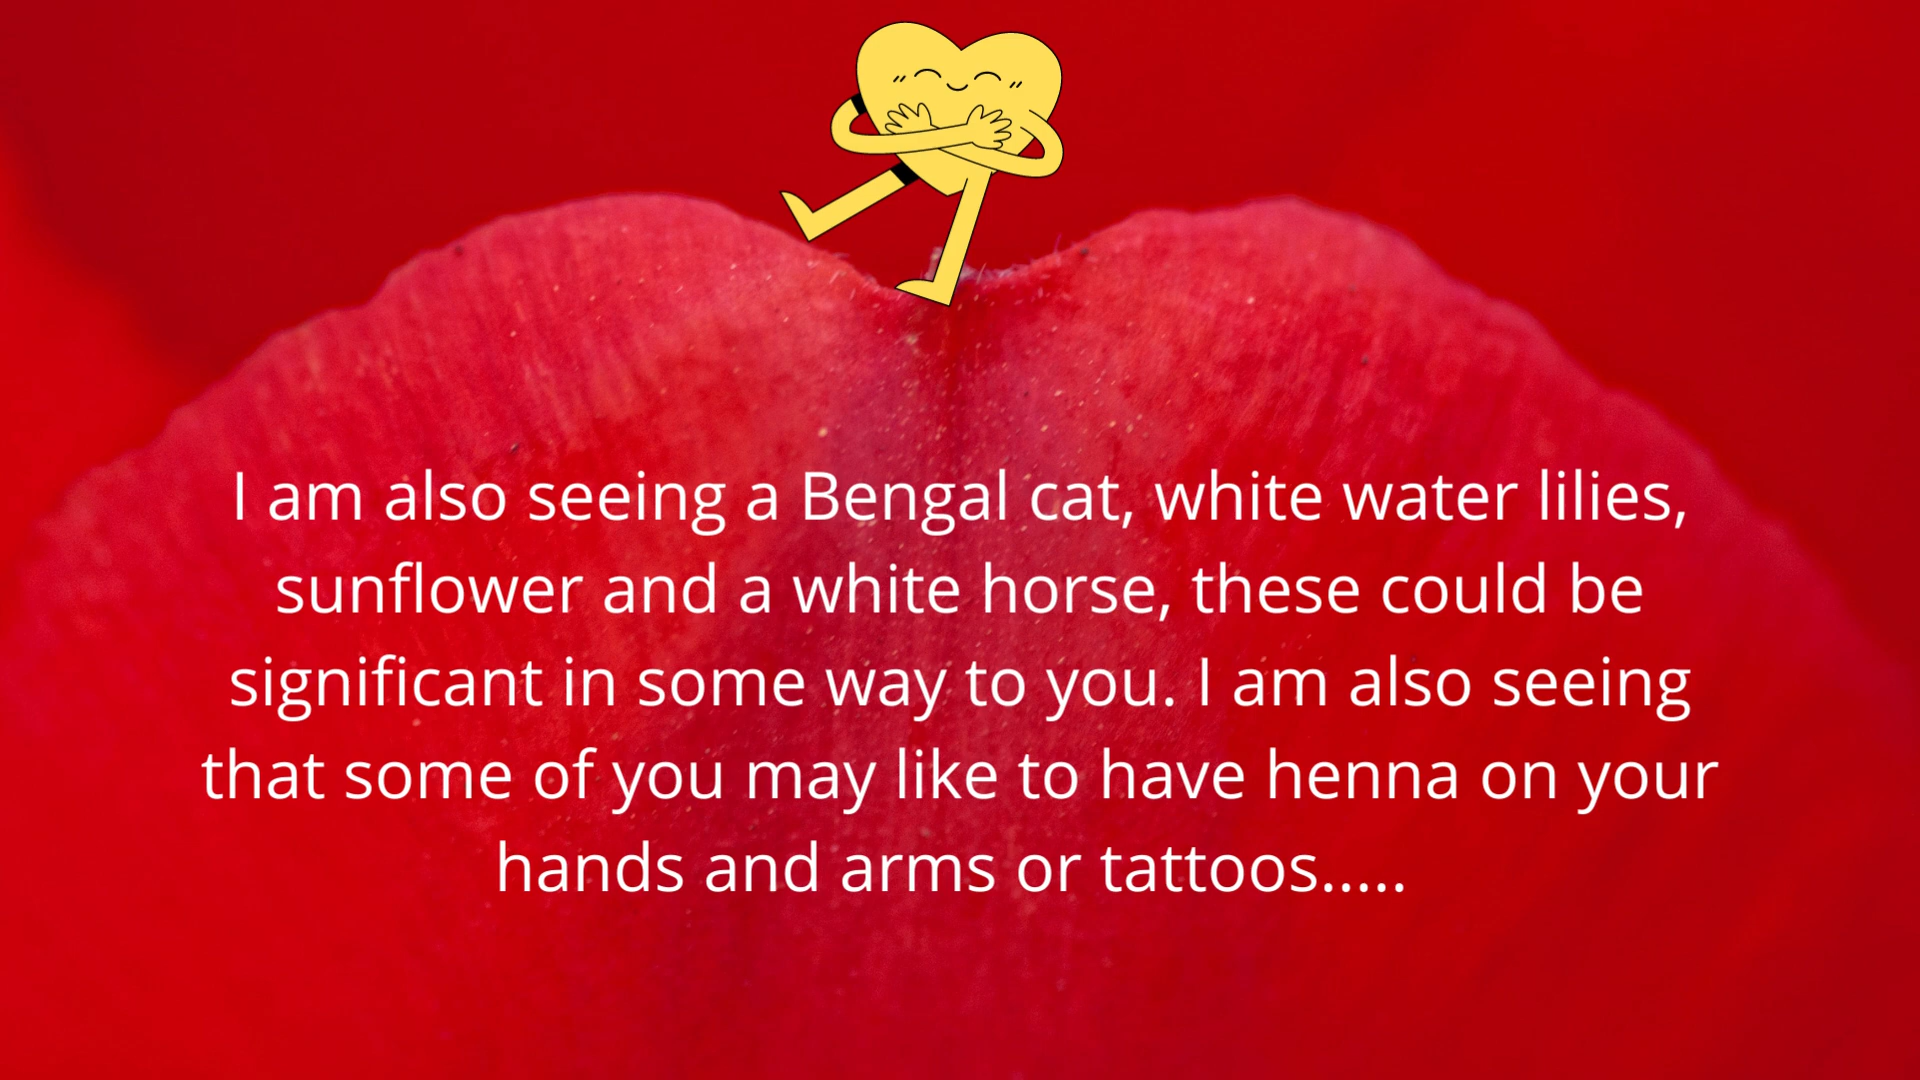 I am also seeing a Bengal cat, white water lilies,
sunflower and a white horse, these could be
significant in some way to you. I am also seeing
that some of you may like to have henna on your
hands and arms or tattoos.....